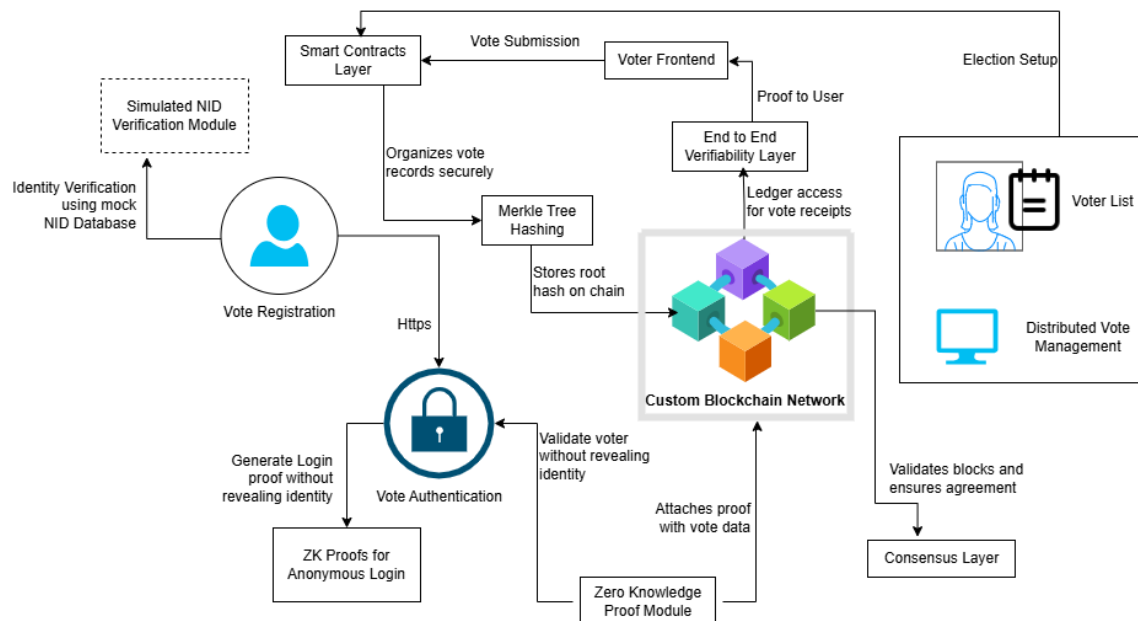 Smart Contracts
Layer
Vote Submission
Voter Frontend
Election Setup
Simulated NID
Verification Module
Proof to User
End to End
Verifiability Layer
Organizes vote
records securely
Identity Verification
using mock
NID Database
Ledger access
for vote receipts
Voter List
Merkle Tree
Hashing
Stores root
hash on chain
Vote Registration
Https
Distributed Vote
Management
Custom Blockchain Network
Generate Login
proof without
revealing identity
Vote Authentication
Validate voter
without revealing
identity
Attaches proof
with vote data
Validates blocks and
ensures agreement
ZK Proofs for
Anonymous Login
Consensus Layer
Zero Knowledge
Proof Module